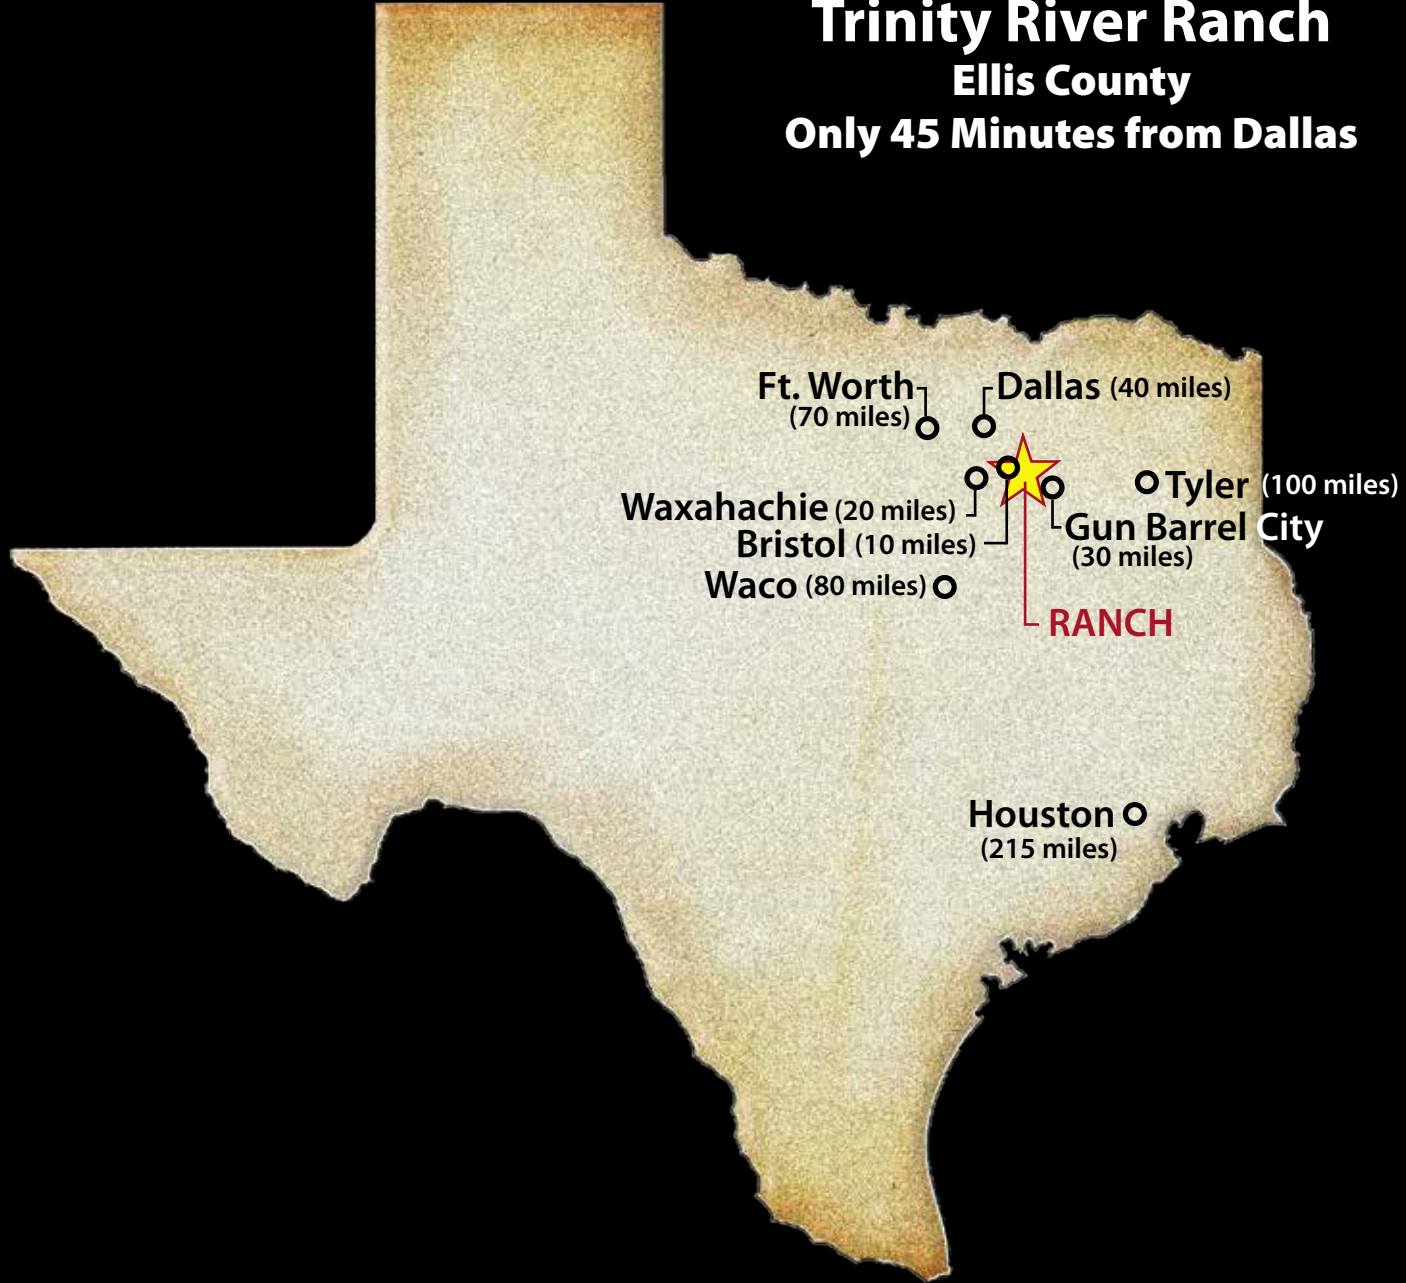 Trinity River Ranch
Ellis County
Only 45 Minutes from Dallas
Ft. Worth
(70 miles)
Dallas (40 miles)
Tyler (100 miles)
Waxahachie (20 miles)
Gun Barrel City
(30 miles)
Bristol (10 miles)
Waco (80 miles)
RANCH
Houston
(215 miles)